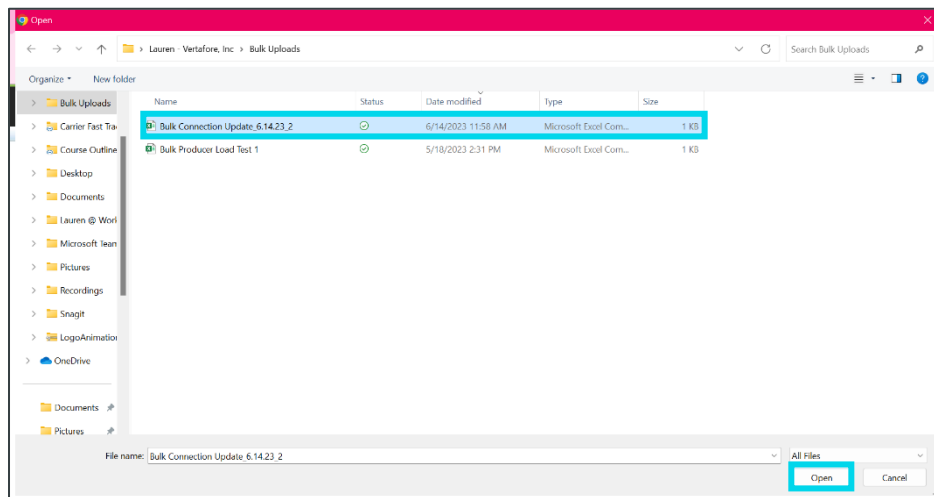 Open
Lauren - Vertafore, Inc > Bulk Uploads
Search Bulk Uploads
Organize
New folder
Name Status Date modified Type Size
Bulk Uploads
Bulk Connection Update_6.14.23_2 6/14/2023 11:58 AM Microsoft Excel Com... 1 KB
Carrier Fast Tra
Bulk Producer Load Test 1 5/18/2023 2:31 PM Microsoft Excel Com... 1 KB
Course Outline
Desktop
Documents
Lauren @ Work
Microsoft Team
Pictures
Recordings
Snagit
LogoAnimation
OneDrive
Documents
Pictures
File name: Bulk Connection Update_6.14.23_2 All Files
Open Cancel